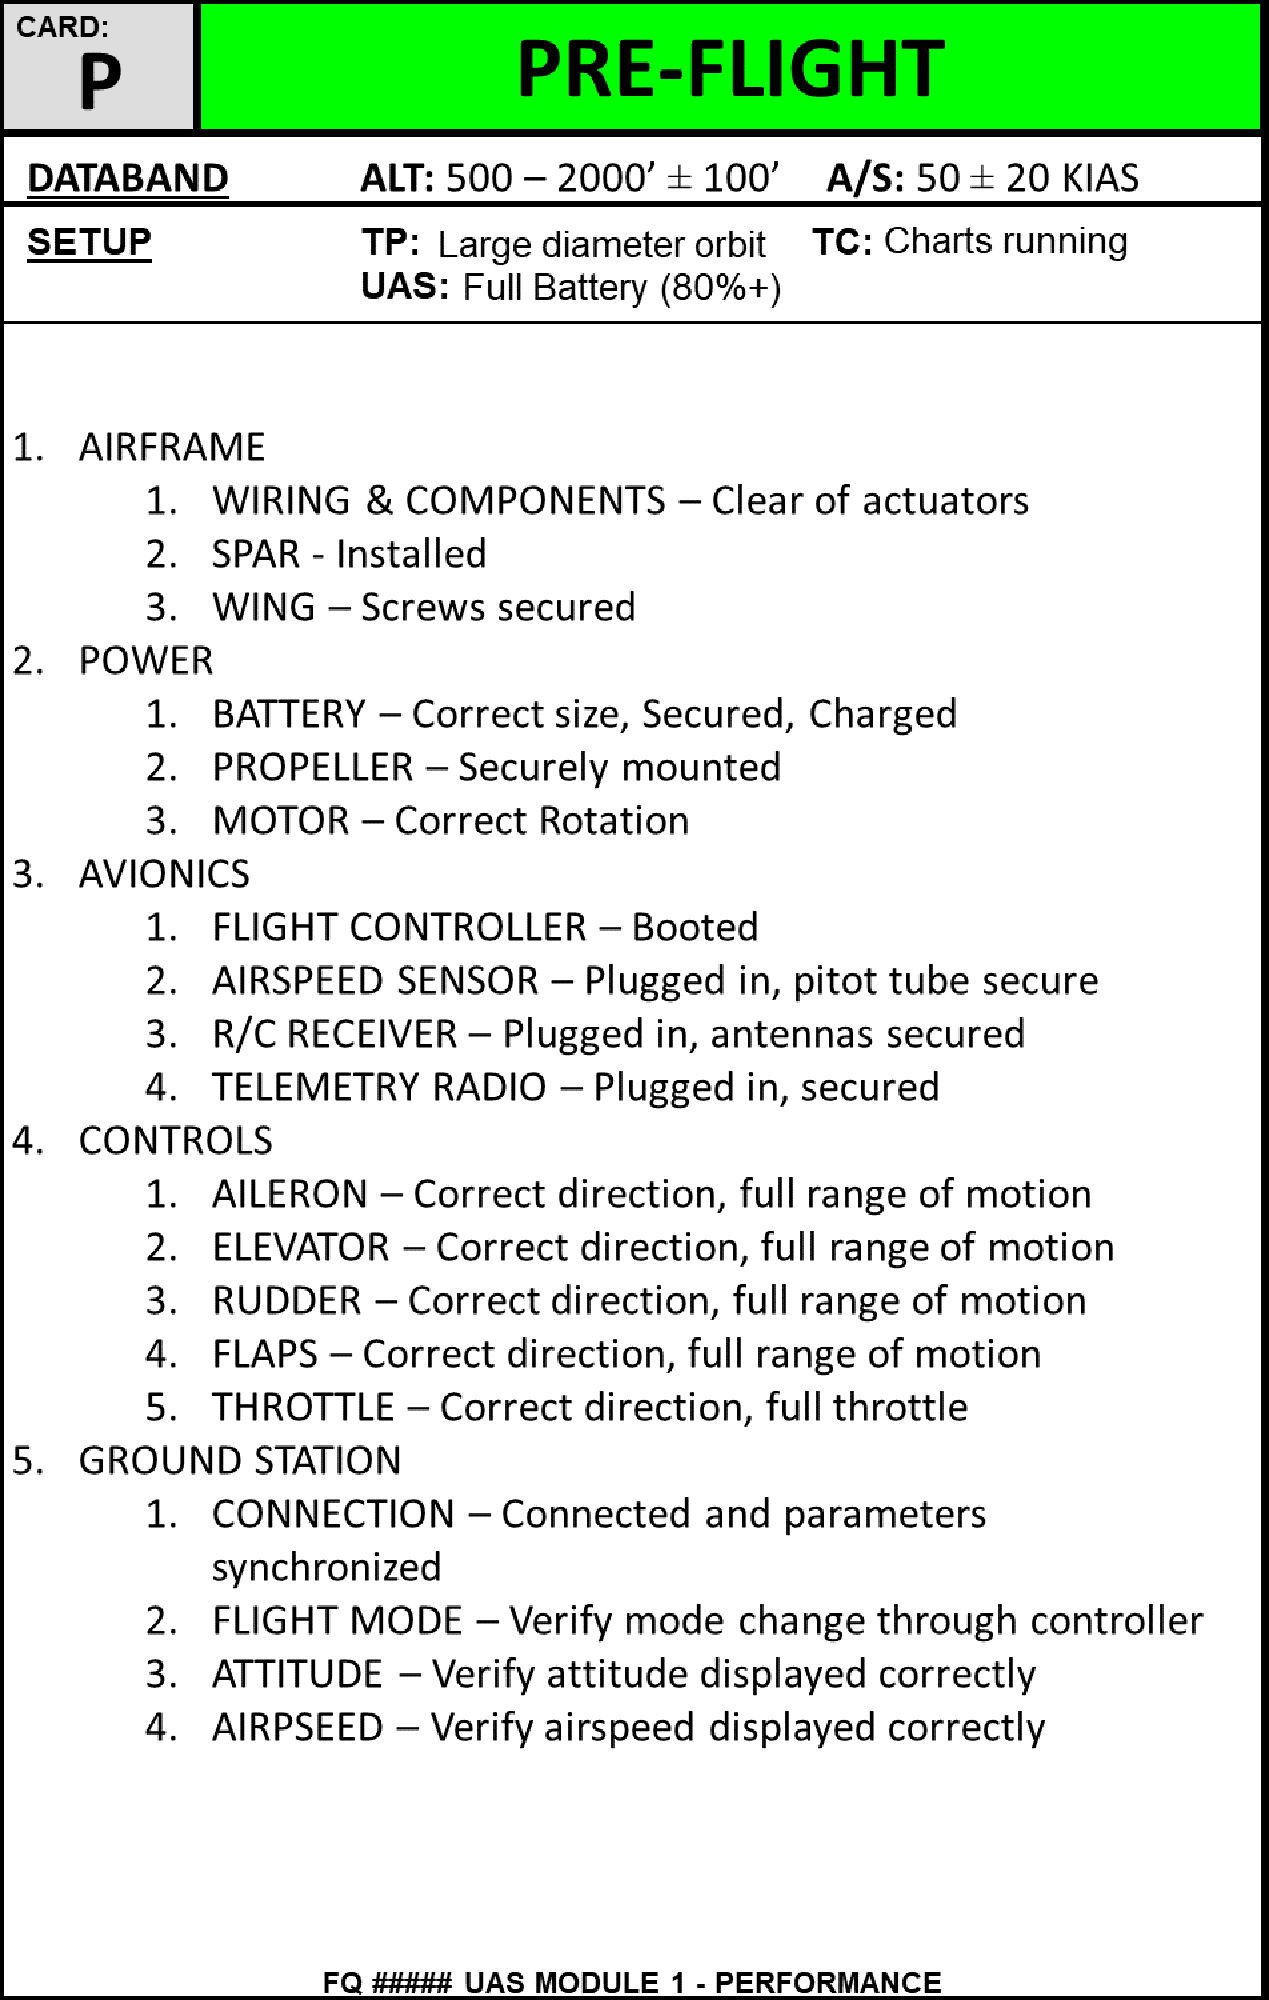 CARD:
P
PRE-FLIGHT
DATABAND ALT: 500 – 2000’ ± 100’ A/S: 50 ± 20 KIAS
SETUP TP: Large diameter orbit TC: Charts running
UAS: Full Battery (80%+)
1. AIRFRAME
1. WIRING & COMPONENTS – Clear of actuators
2. SPAR - Installed
3. WING – Screws secured
2. POWER
1. BATTERY – Correct size, Secured, Charged
2. PROPELLER – Securely mounted
3. MOTOR – Correct Rotation
3. AVIONICS
1. FLIGHT CONTROLLER – Booted
2. AIRSPEED SENSOR – Plugged in, pitot tube secure
3. R/C RECEIVER – Plugged in, antennas secured
4. TELEMETRY RADIO – Plugged in, secured
4. CONTROLS
1. AILERON – Correct direction, full range of motion
2. ELEVATOR – Correct direction, full range of motion
3. RUDDER – Correct direction, full range of motion
4. FLAPS – Correct direction, full range of motion
5. THROTTLE – Correct direction, full throttle
5. GROUND STATION
1. CONNECTION – Connected and parameters
synchronized
2. FLIGHT MODE – Verify mode change through controller
3. ATTITUDE – Verify attitude displayed correctly
4. AIRPSEED – Verify airspeed displayed correctly
FQ ##### UAS MODULE 1 - PERFORMANCE